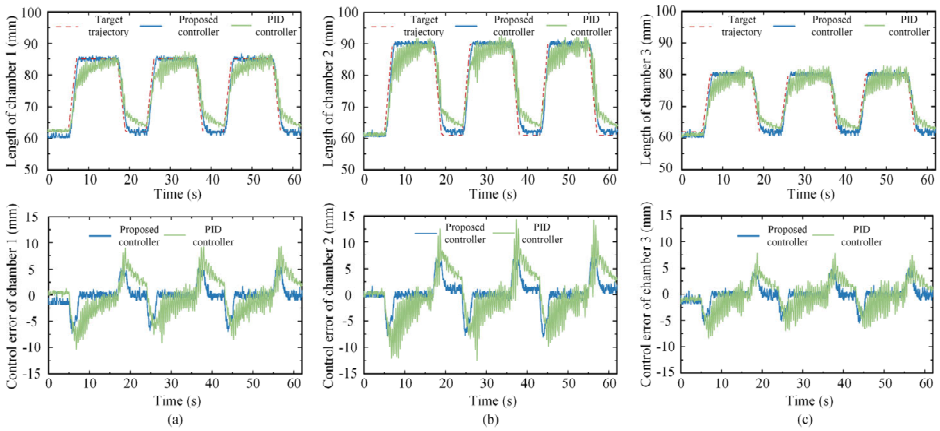 Target trajectory
Proposed controller
PID controller
Length of chamber 1 (mm)
100
90
80
70
60
50
0 10 20 30 40 50 60
Time (s)
Target trajectory
Proposed controller
PID controller
Length of chamber 2 (mm)
100
90
80
70
60
50
0 10 20 30 40 50 60
Time (s)
Target trajectory
Proposed controller
PID controller
Length of chamber 3 (mm)
100
90
80
70
60
50
0 10 20 30 40 50 60
Time (s)
Proposed controller
PID controller
Control error of chamber 1 (mm)
15
10
5
0
-5
-10
-15
0 10 20 30 40 50 60
Time (s)
(a)
Proposed controller
PID controller
Control error of chamber 2 (mm)
15
10
5
0
-5
-10
-15
0 10 20 30 40 50 60
Time (s)
(b)
Proposed controller
PID controller
Control error of chamber 3 (mm)
15
10
5
0
-5
-10
-15
0 10 20 30 40 50 60
Time (s)
(c)